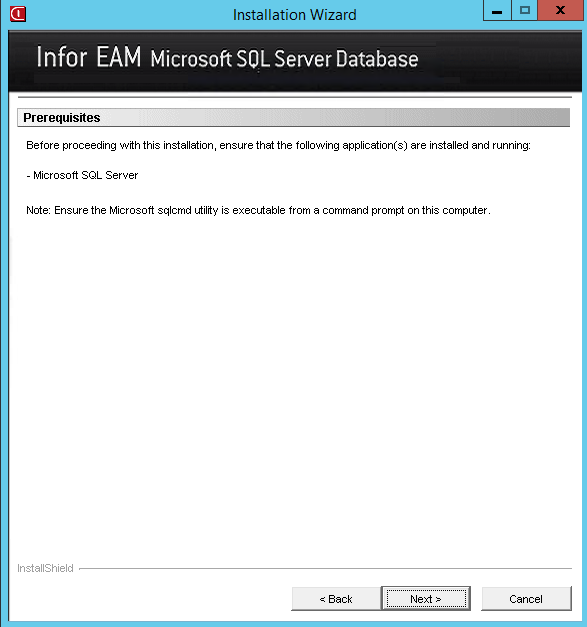 Installation Wizard
Infor EAM Microsoft SQL Server Database
Prerequisites
Before proceeding with this installation, ensure that the following application(s) are installed and running:
- Microsoft SQL Server
Note: Ensure the Microsoft sqlcmd utility is executable from a command prompt on this computer.
InstallShield
< Back Next > Cancel